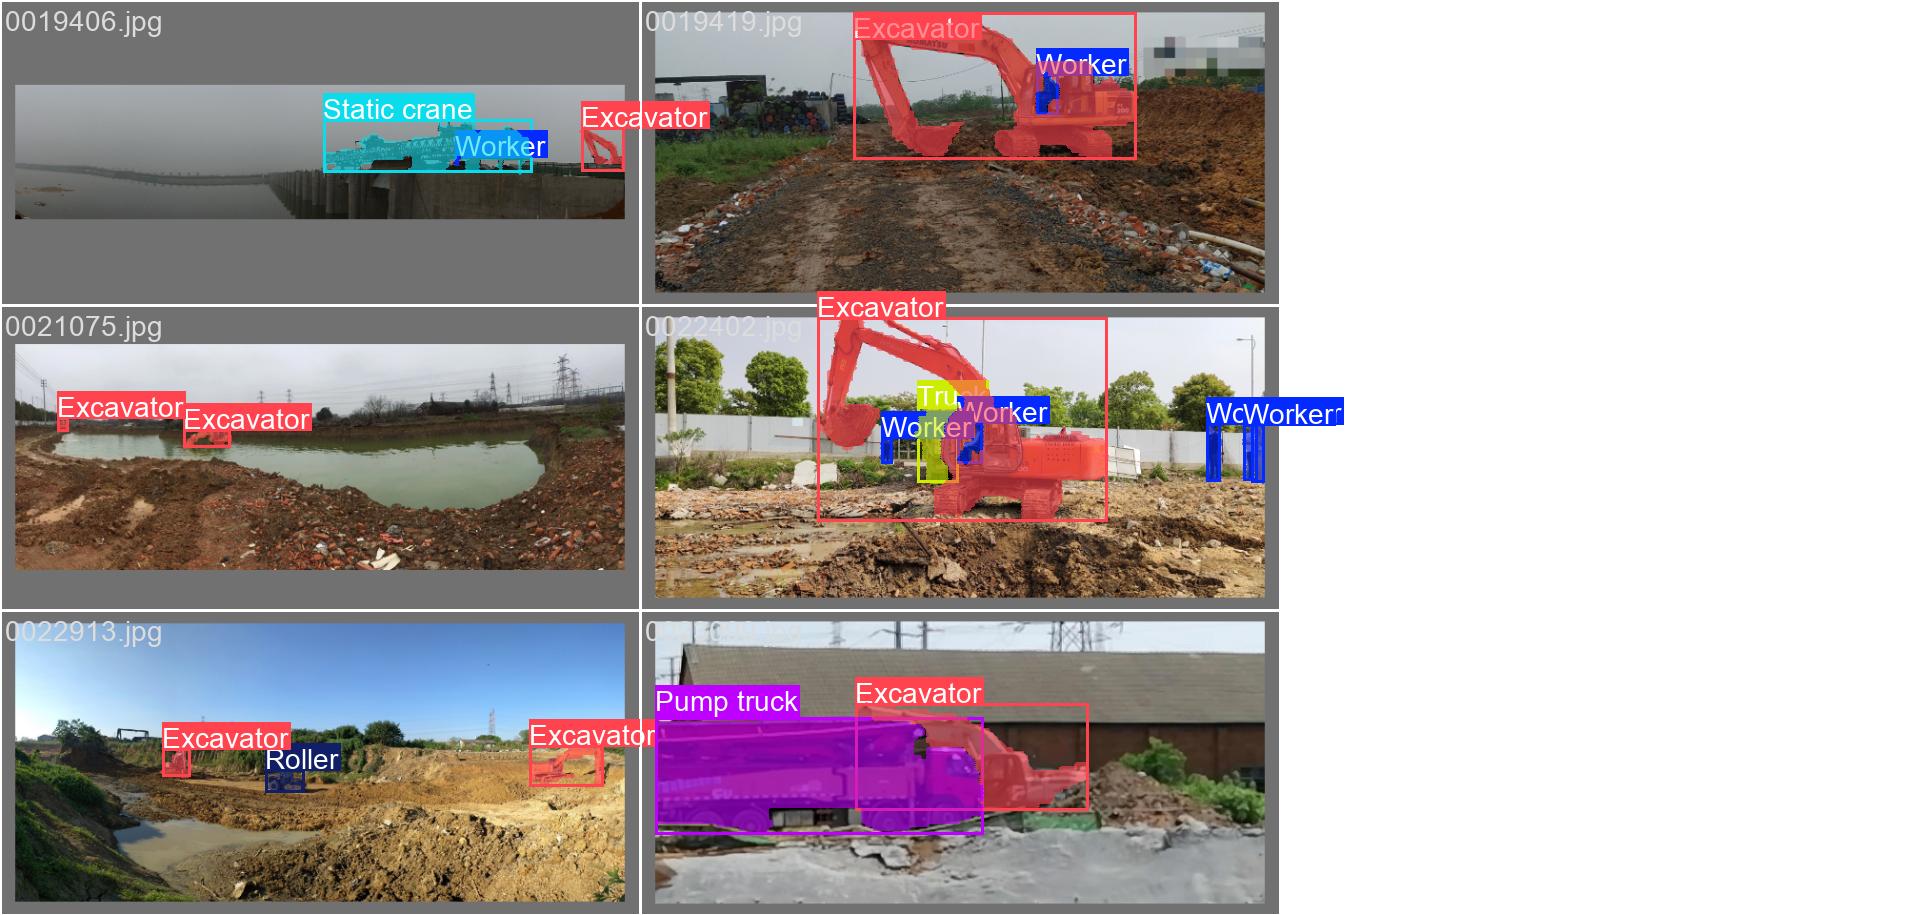 0019406.jpg
Static crane
Worker
Excavator
0019419.jpg
Excavator
Worker
0021075.jpg
Excavator
Excavator
0022402.jpg
Excavator
Worker
Worker
Worker
0022913.jpg
Excavator
Roller
Excavator
Pump truck
Excavator